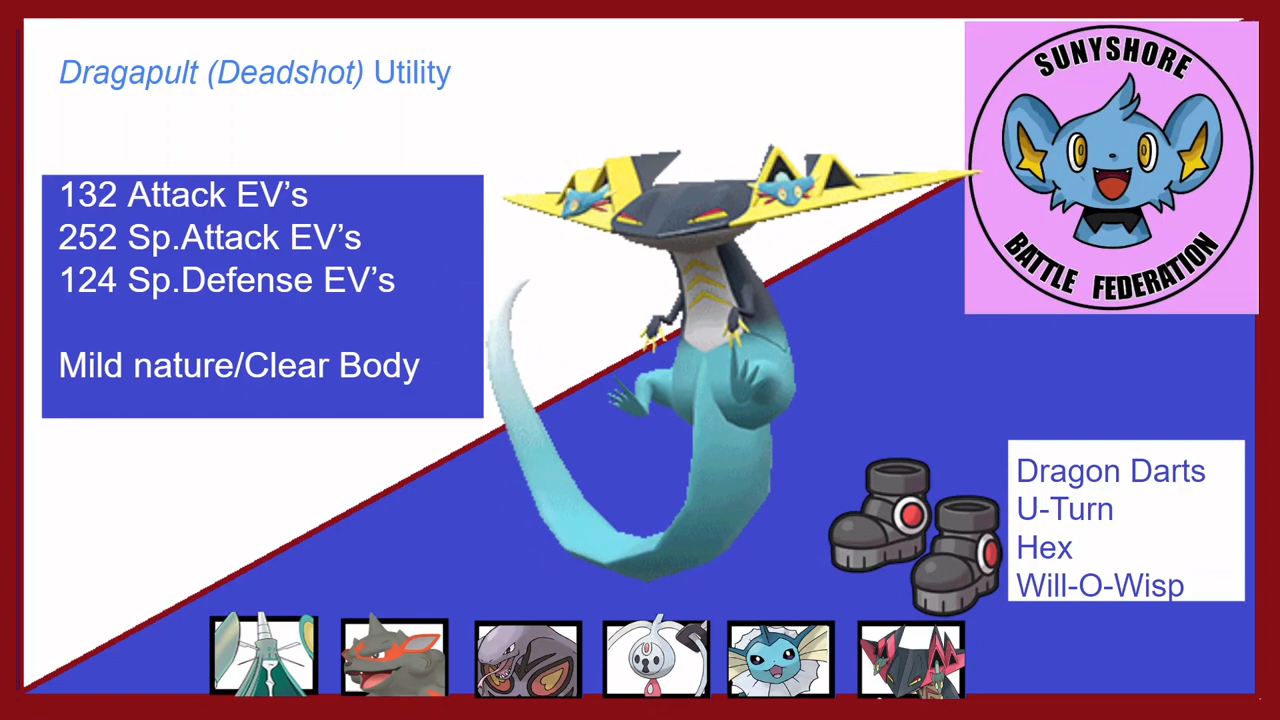 Dragapult (Deadshot) Utility
SUNYSHORE
BATTLE FEDERATION
132 Attack EV’s
252 Sp.Attack EV’s
124 Sp.Defense EV’s
Mild nature/Clear Body
Dragon Darts
U-Turn
Hex
Will-O-Wisp